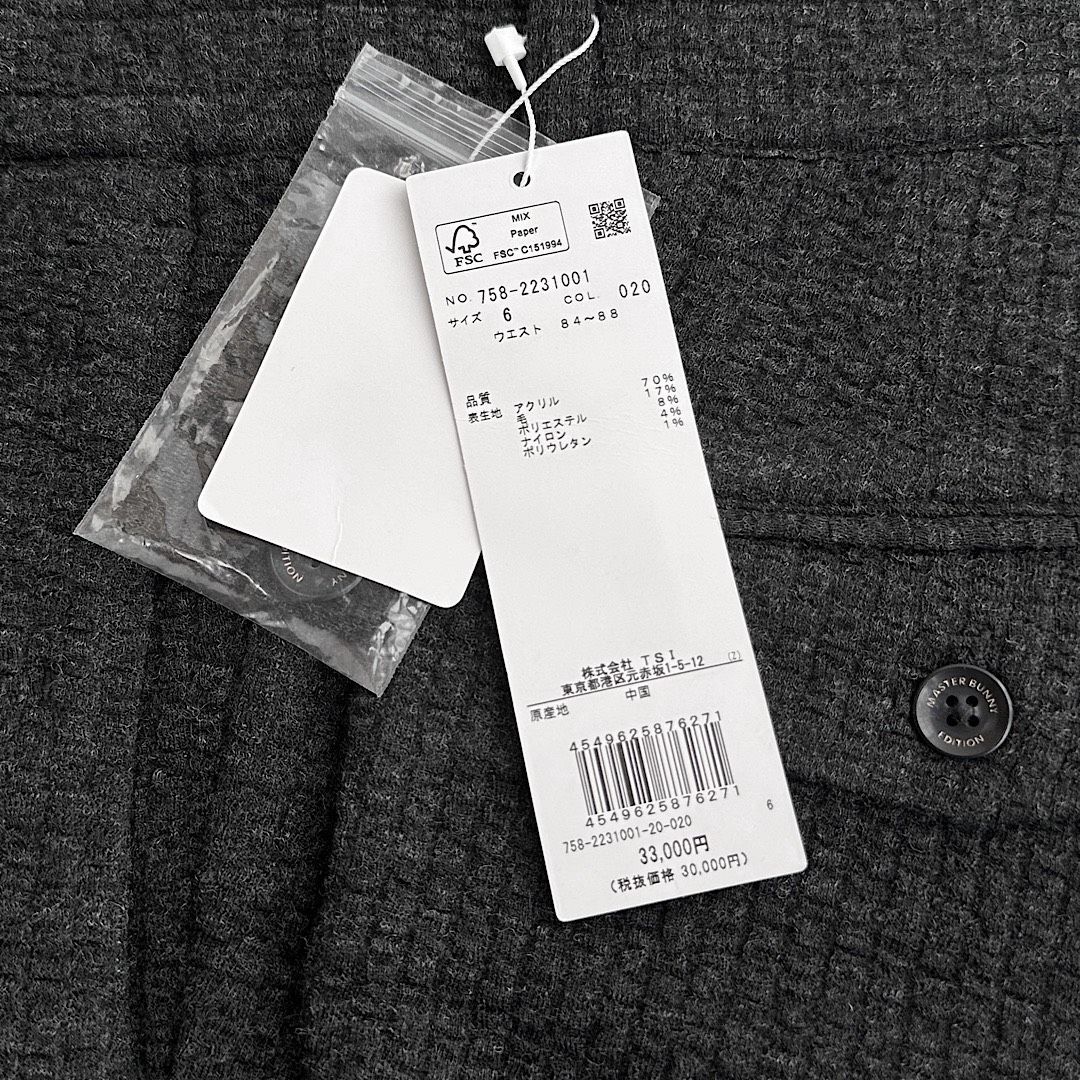 MIX
Paper
FSC
FSC™ C151994
NO. 758-2231001
サイズ 6 COL. 020
ウエスト 84~88
品質
表生地 アクリル 70%
毛 17%
ポリエステル 8%
ナイロン 4%
ポリウレタン 1%
株式会社 TSI
東京都港区元赤坂1-5-12 (Z)
原産地 中国
4549625876271
4549625876271
758-2231001-20-020 6
33,000円
(税抜価格 30,000円)
MASTER BUNNY
EDITION
NNY
EDITION